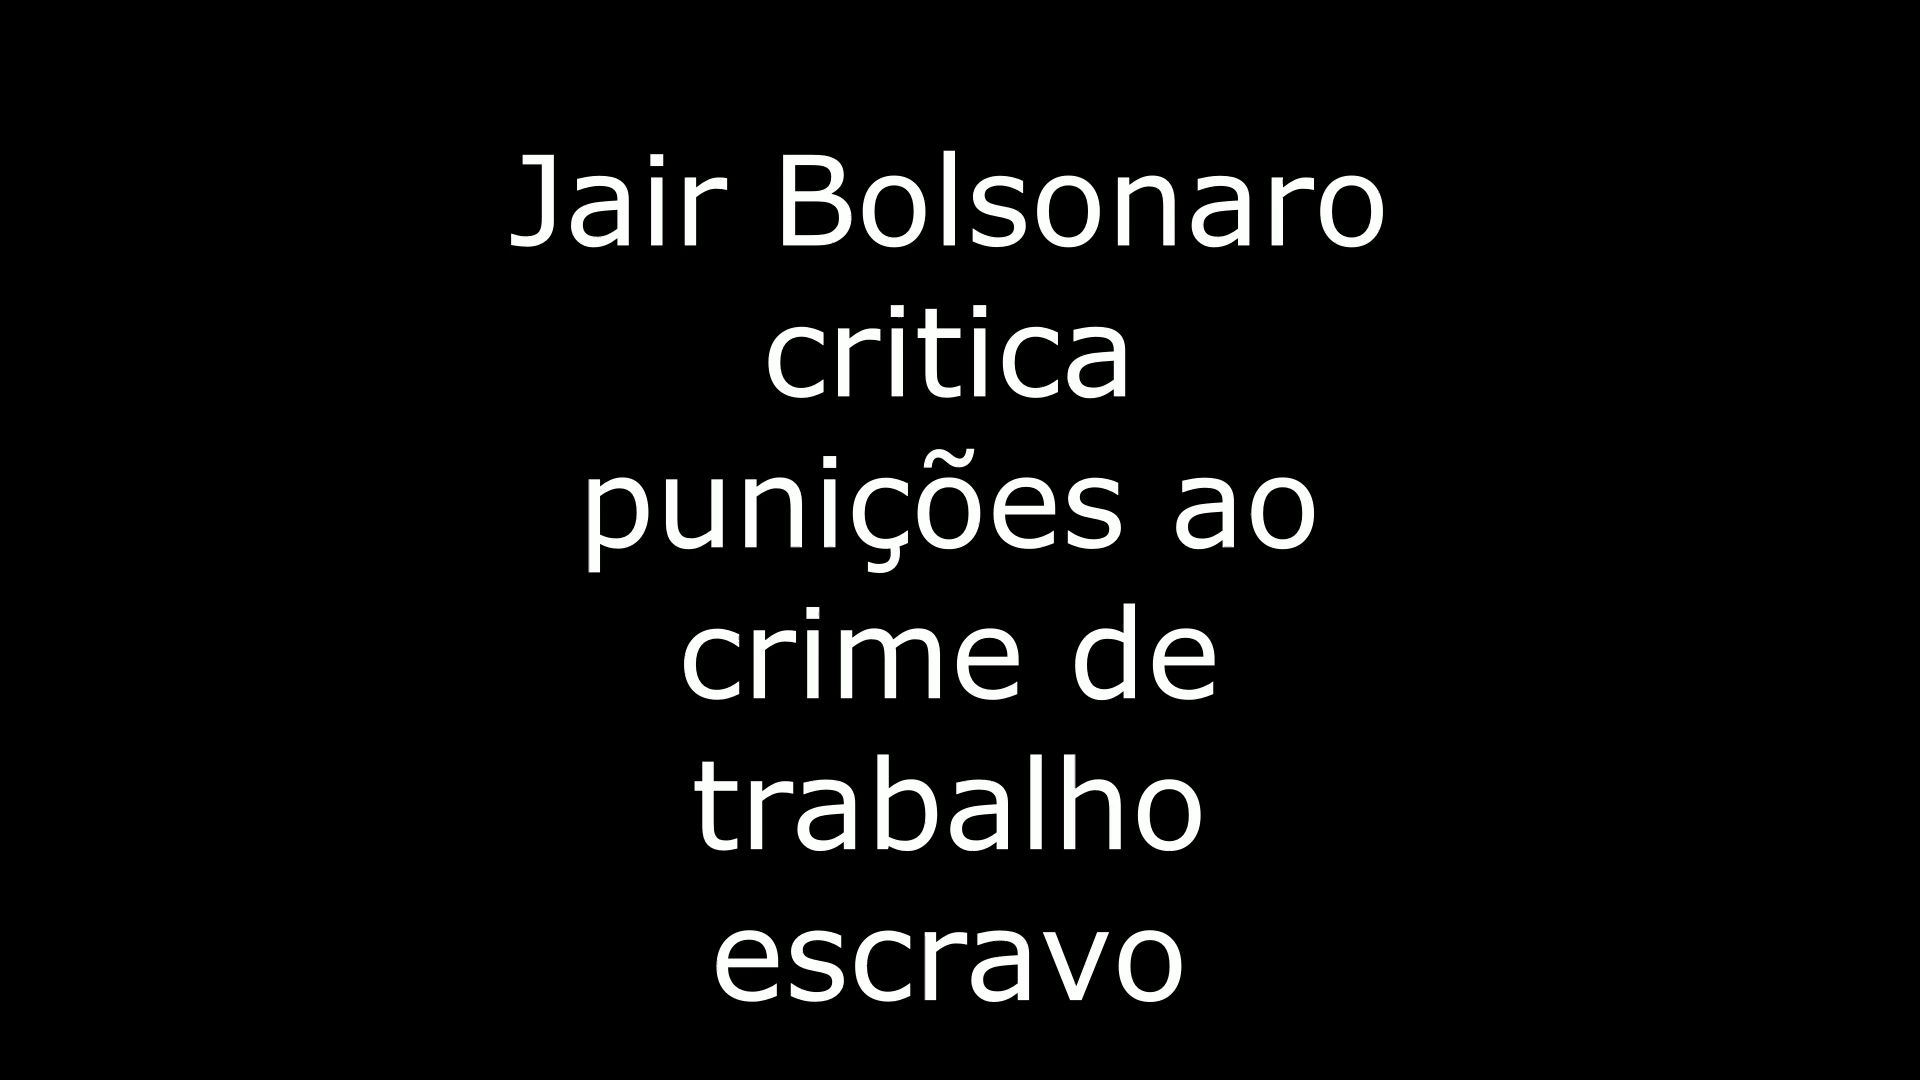 Jair Bolsonaro
critica
punições ao
crime de
trabalho
escravo